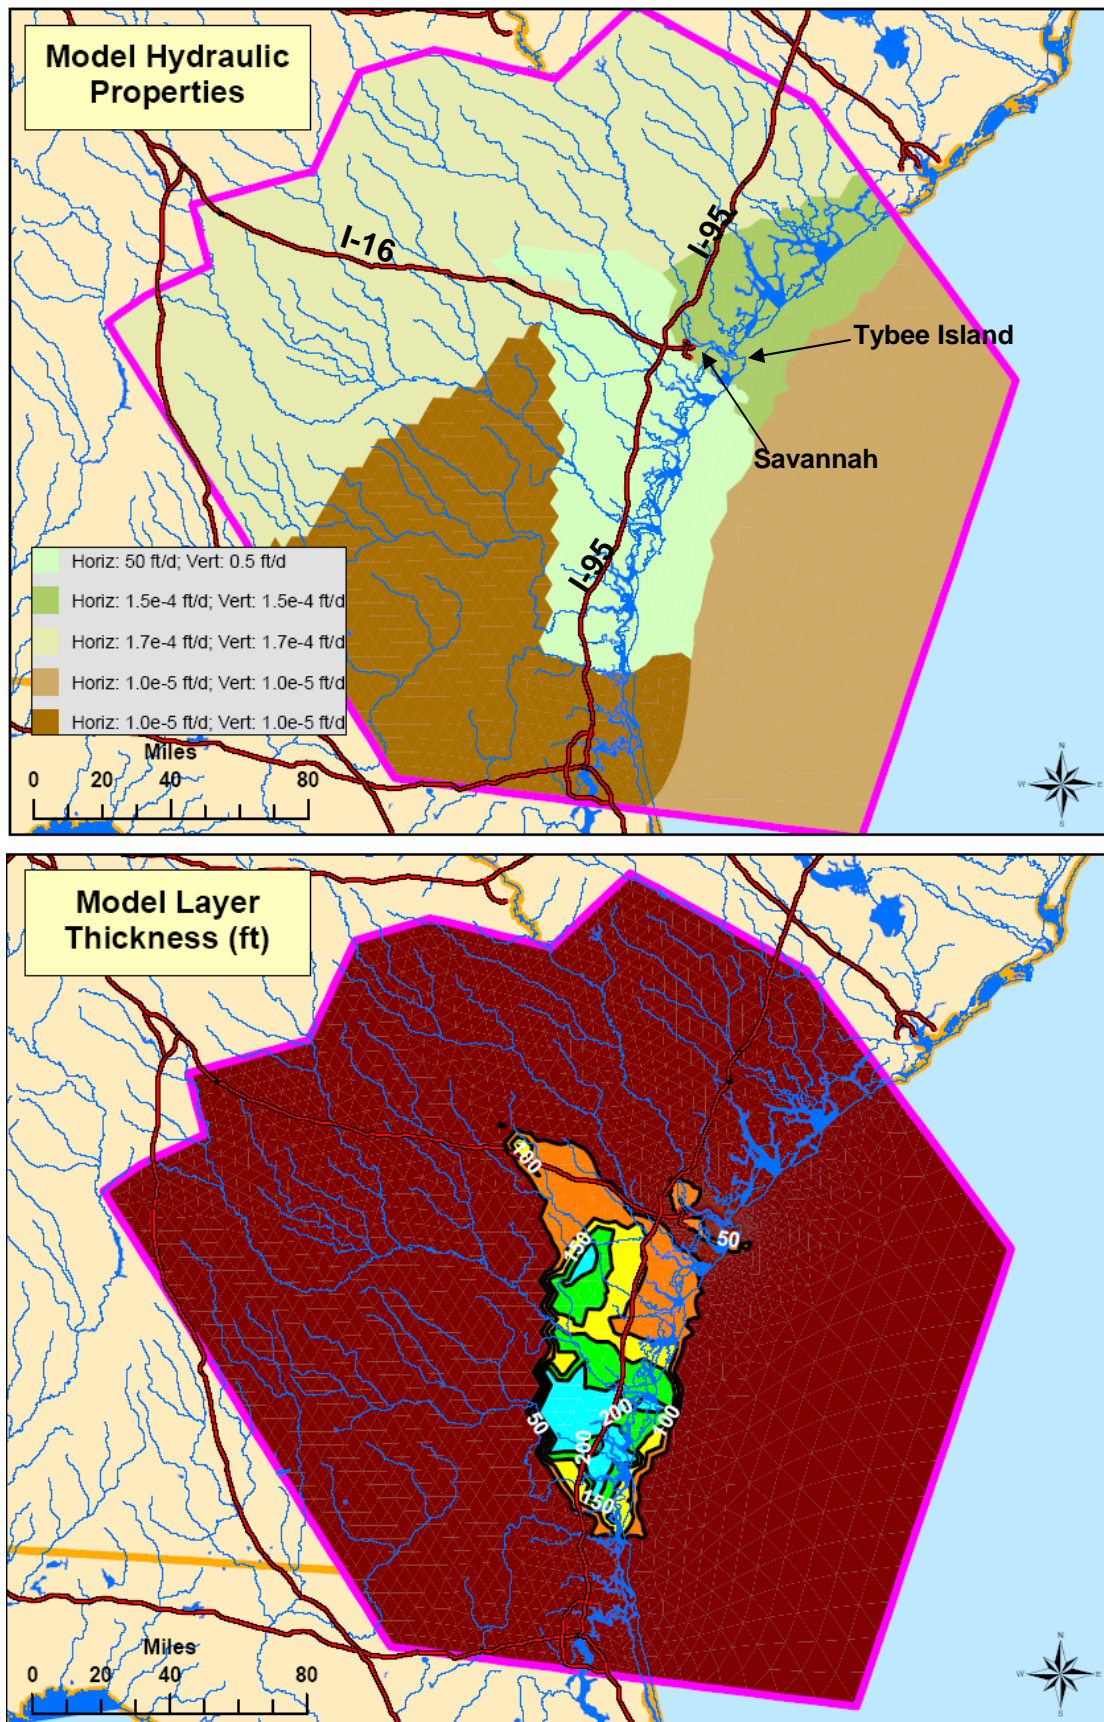 Model Hydraulic
Properties
I-16
I-95
Tybee Island
Savannah
I-95
Horiz: 50 ft/d; Vert: 0.5 ft/d
Horiz: 1.5e-4 ft/d; Vert: 1.5e-4 ft/d
Horiz: 1.7e-4 ft/d; Vert: 1.7e-4 ft/d
Horiz: 1.0e-5 ft/d; Vert: 1.0e-5 ft/d
Horiz: 1.0e-5 ft/d; Vert: 1.0e-5 ft/d
Miles
0 20 40 80
N
W E
S
Model Layer
Thickness (ft)
100
50
150
200
50
100
200
150
Miles
0 20 40 80
N
W E
S